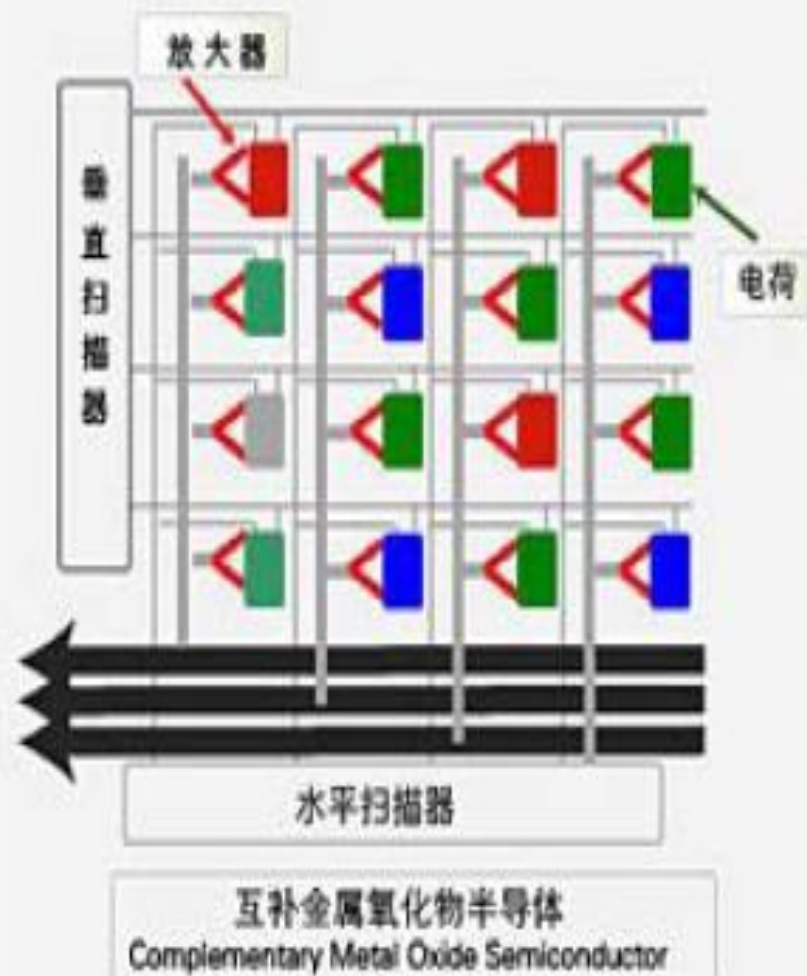 放大器
垂直扫描器
电荷
水平扫描器
互补金属氧化物半导体
Complementary Metal Oxide Semiconductor